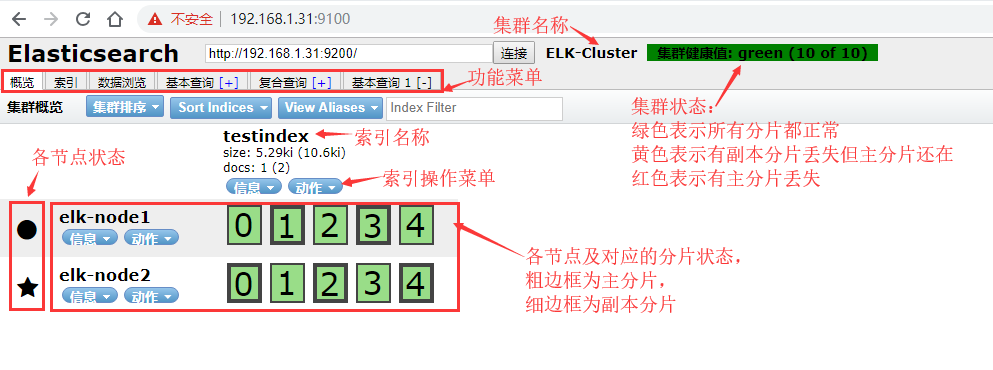 不安全 | 192.168.1.31:9100
集群名称
Elasticsearch
http://192.168.1.31:9200/
连接
ELK-Cluster
集群健康值: green (10 of 10)
概览 索引 数据浏览 基本查询 [+] 复合查询 [+] 基本查询 1 [-]
功能菜单
集群概览 集群排序 Sort Indices View Aliases Index Filter
集群状态：
绿色表示所有分片都正常
黄色表示有副本分片丢失但主分片还在
红色表示有主分片丢失
testindex
索引名称
size: 5.29ki (10.6ki)
docs: 1 (2)
信息 动作
索引操作菜单
各节点状态
elk-node1
信息 动作
0 1 2 3 4
elk-node2
信息 动作
0 1 2 3 4
各节点及对应的分片状态，
粗边框为主分片，
细边框为副本分片